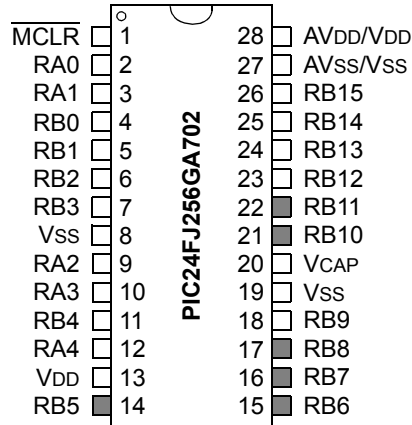 MCLR 1 28 AVDD/VDD
RA0 2 27 AVSS/VSS
RA1 3 26 RB15
RB0 4 25 RB14
RB1 5 24 RB13
RB2 6 23 RB12
RB3 7 22 RB11
VSS 8 21 RB10
RA2 9 20 VCAP
RA3 10 19 VSS
RB4 11 18 RB9
RA4 12 17 RB8
VDD 13 16 RB7
RB5 14 15 RB6
PIC24FJ256GA702